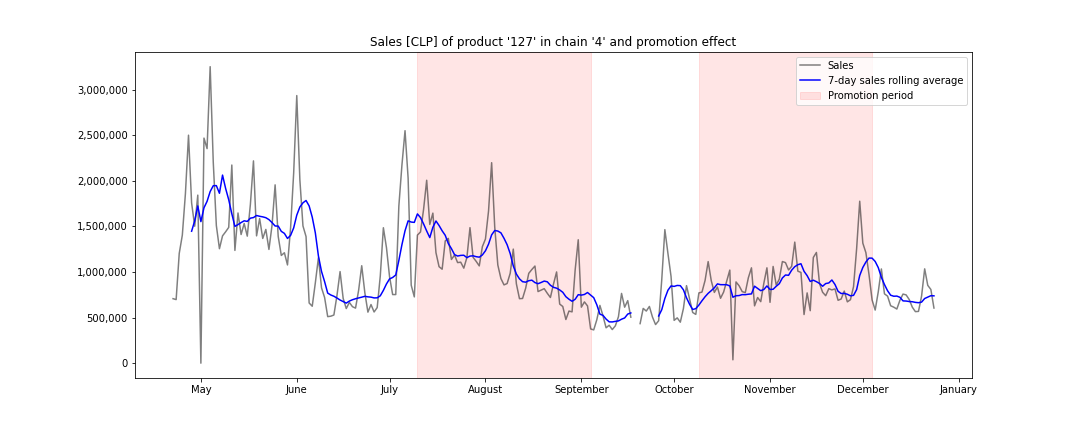 Sales [CLP] of product '127' in chain '4' and promotion effect
Sales
7-day sales rolling average
Promotion period
3,000,000
2,500,000
2,000,000
1,500,000
1,000,000
500,000
0
May June July August September October November December January